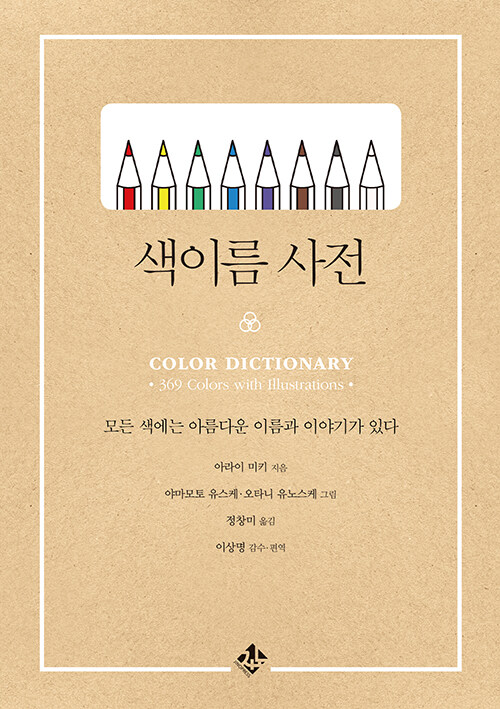 색이름 사전
COLOR DICTIONARY
• 369 Colors with Illustrations •
모든 색에는 아름다운 이름과 이야기가 있다
아라이 미키 지음
야마모토 유스케·오타니 유노스케 그림
정창미 옮김
이상명 감수·편역